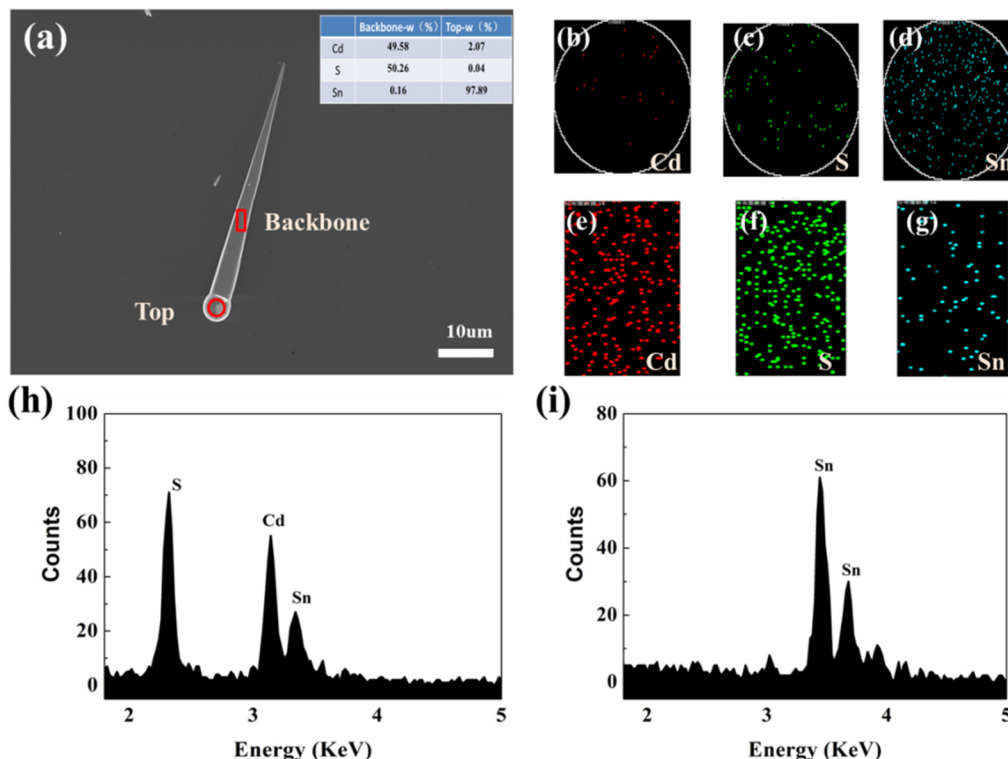 (a)
Backbone-w（%） Top-w（%）
Cd 49.58 2.07
S 50.26 0.04
Sn 0.16 97.89
Backbone
Top
10um
(b)
Cd
(c)
S
(d)
Sn
(e)
Cd
(f)
S
(g)
Sn
(h)
100
80
60
40
20
0
Counts
S
Cd
Sn
2 3 4 5
Energy (KeV)
(i)
80
60
40
20
0
Counts
Sn
Sn
2 3 4 5
Energy (KeV)